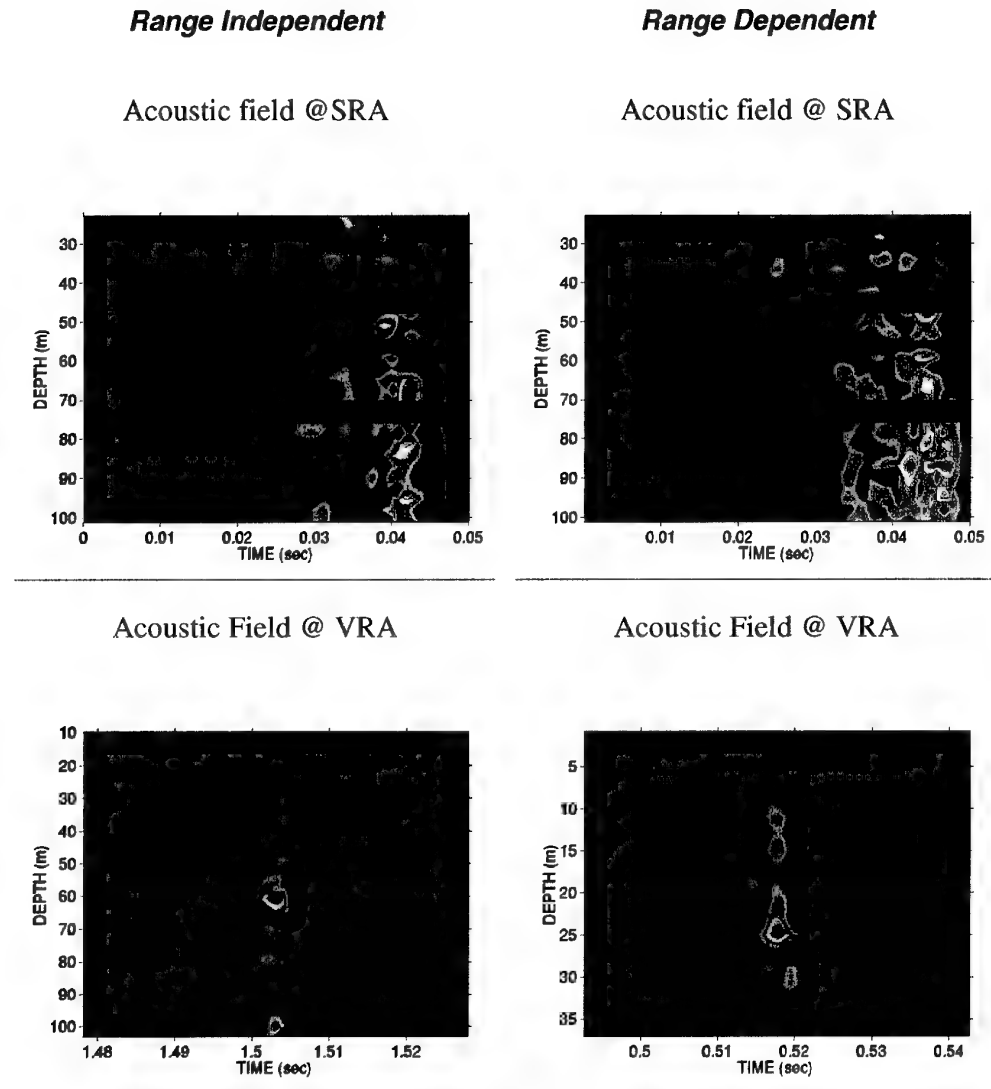 Range Independent
Range Dependent
Acoustic field @SRA
Acoustic field @ SRA
30
40
50
60
70
80
90
100
DEPTH (m)
0 0.01 0.02 0.03 0.04 0.05
TIME (sec)
30
40
50
60
70
80
90
100
DEPTH (m)
0.01 0.02 0.03 0.04 0.05
TIME (sec)
Acoustic Field @ VRA
Acoustic Field @ VRA
10
20
30
40
50
60
70
80
90
100
DEPTH (m)
1.48 1.49 1.5 1.51 1.52
TIME (sec)
5
10
15
20
25
30
35
DEPTH (m)
0.5 0.51 0.52 0.53 0.54
TIME (sec)